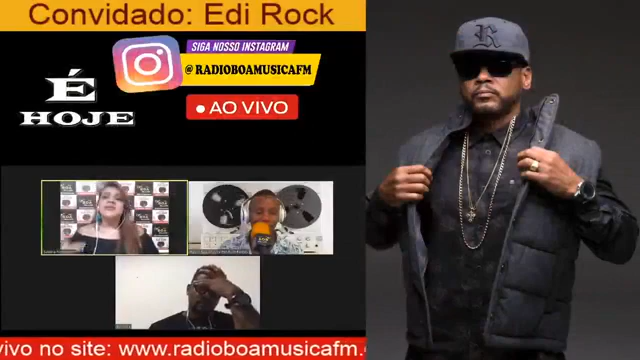 Convidado: Edi Rock
SIGA NOSSO INSTAGRAM
@ RADIOBOAMUSICAFM
É
HOJE
AO VIVO
vivo no site: www.radioboamusicafm.
R